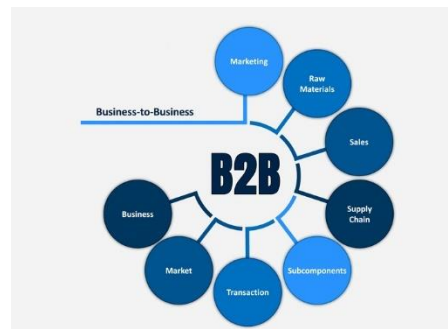 Marketing
Raw
Materials
Business-to-Business
Sales
B2B
Supply
Chain
Business
Market
Subcomponents
Transaction